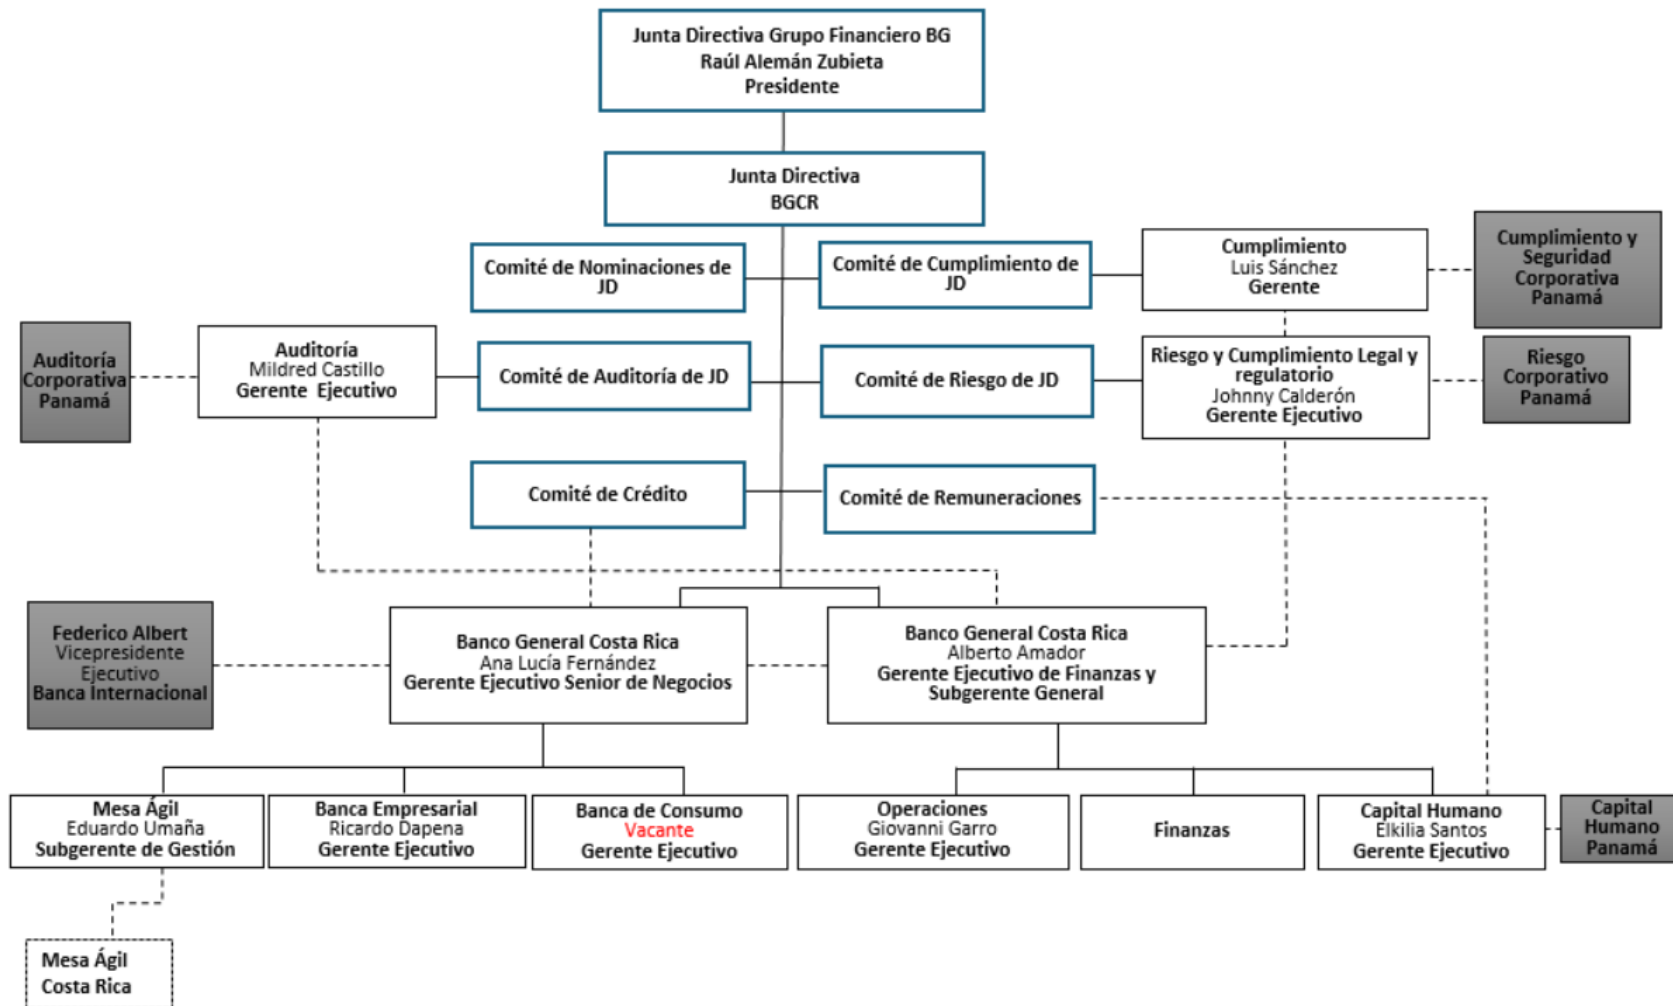 Junta Directiva Grupo Financiero BG
Raúl Alemán Zubieta
Presidente
Junta Directiva
BGCR
Comité de Nominaciones de
JD
Comité de Cumplimiento de
JD
Cumplimiento
Luis Sánchez
Gerente
Cumplimiento y
Seguridad
Corporativa
Panamá
Auditoría
Corporativa
Panamá
Auditoría
Mildred Castillo
Gerente Ejecutivo
Comité de Auditoría de JD
Comité de Riesgo de JD
Riesgo y Cumplimiento Legal y
regulatorio
Johnny Calderón
Gerente Ejecutivo
Riesgo
Corporativo
Panamá
Comité de Crédito
Comité de Remuneraciones
Federico Albert
Vicepresidente
Ejecutivo
Banca Internacional
Banco General Costa Rica
Ana Lucía Fernández
Gerente Ejecutivo Senior de Negocios
Banco General Costa Rica
Alberto Amador
Gerente Ejecutivo de Finanzas y
Subgerente General
Mesa Ágil
Eduardo Umaña
Subgerente de Gestión
Banca Empresarial
Ricardo Dapena
Gerente Ejecutivo
Banca de Consumo
Vacante
Gerente Ejecutivo
Operaciones
Giovanni Garro
Gerente Ejecutivo
Finanzas
Capital Humano
Elkilia Santos
Gerente Ejecutivo
Capital
Humano
Panamá
Mesa Ágil
Costa Rica